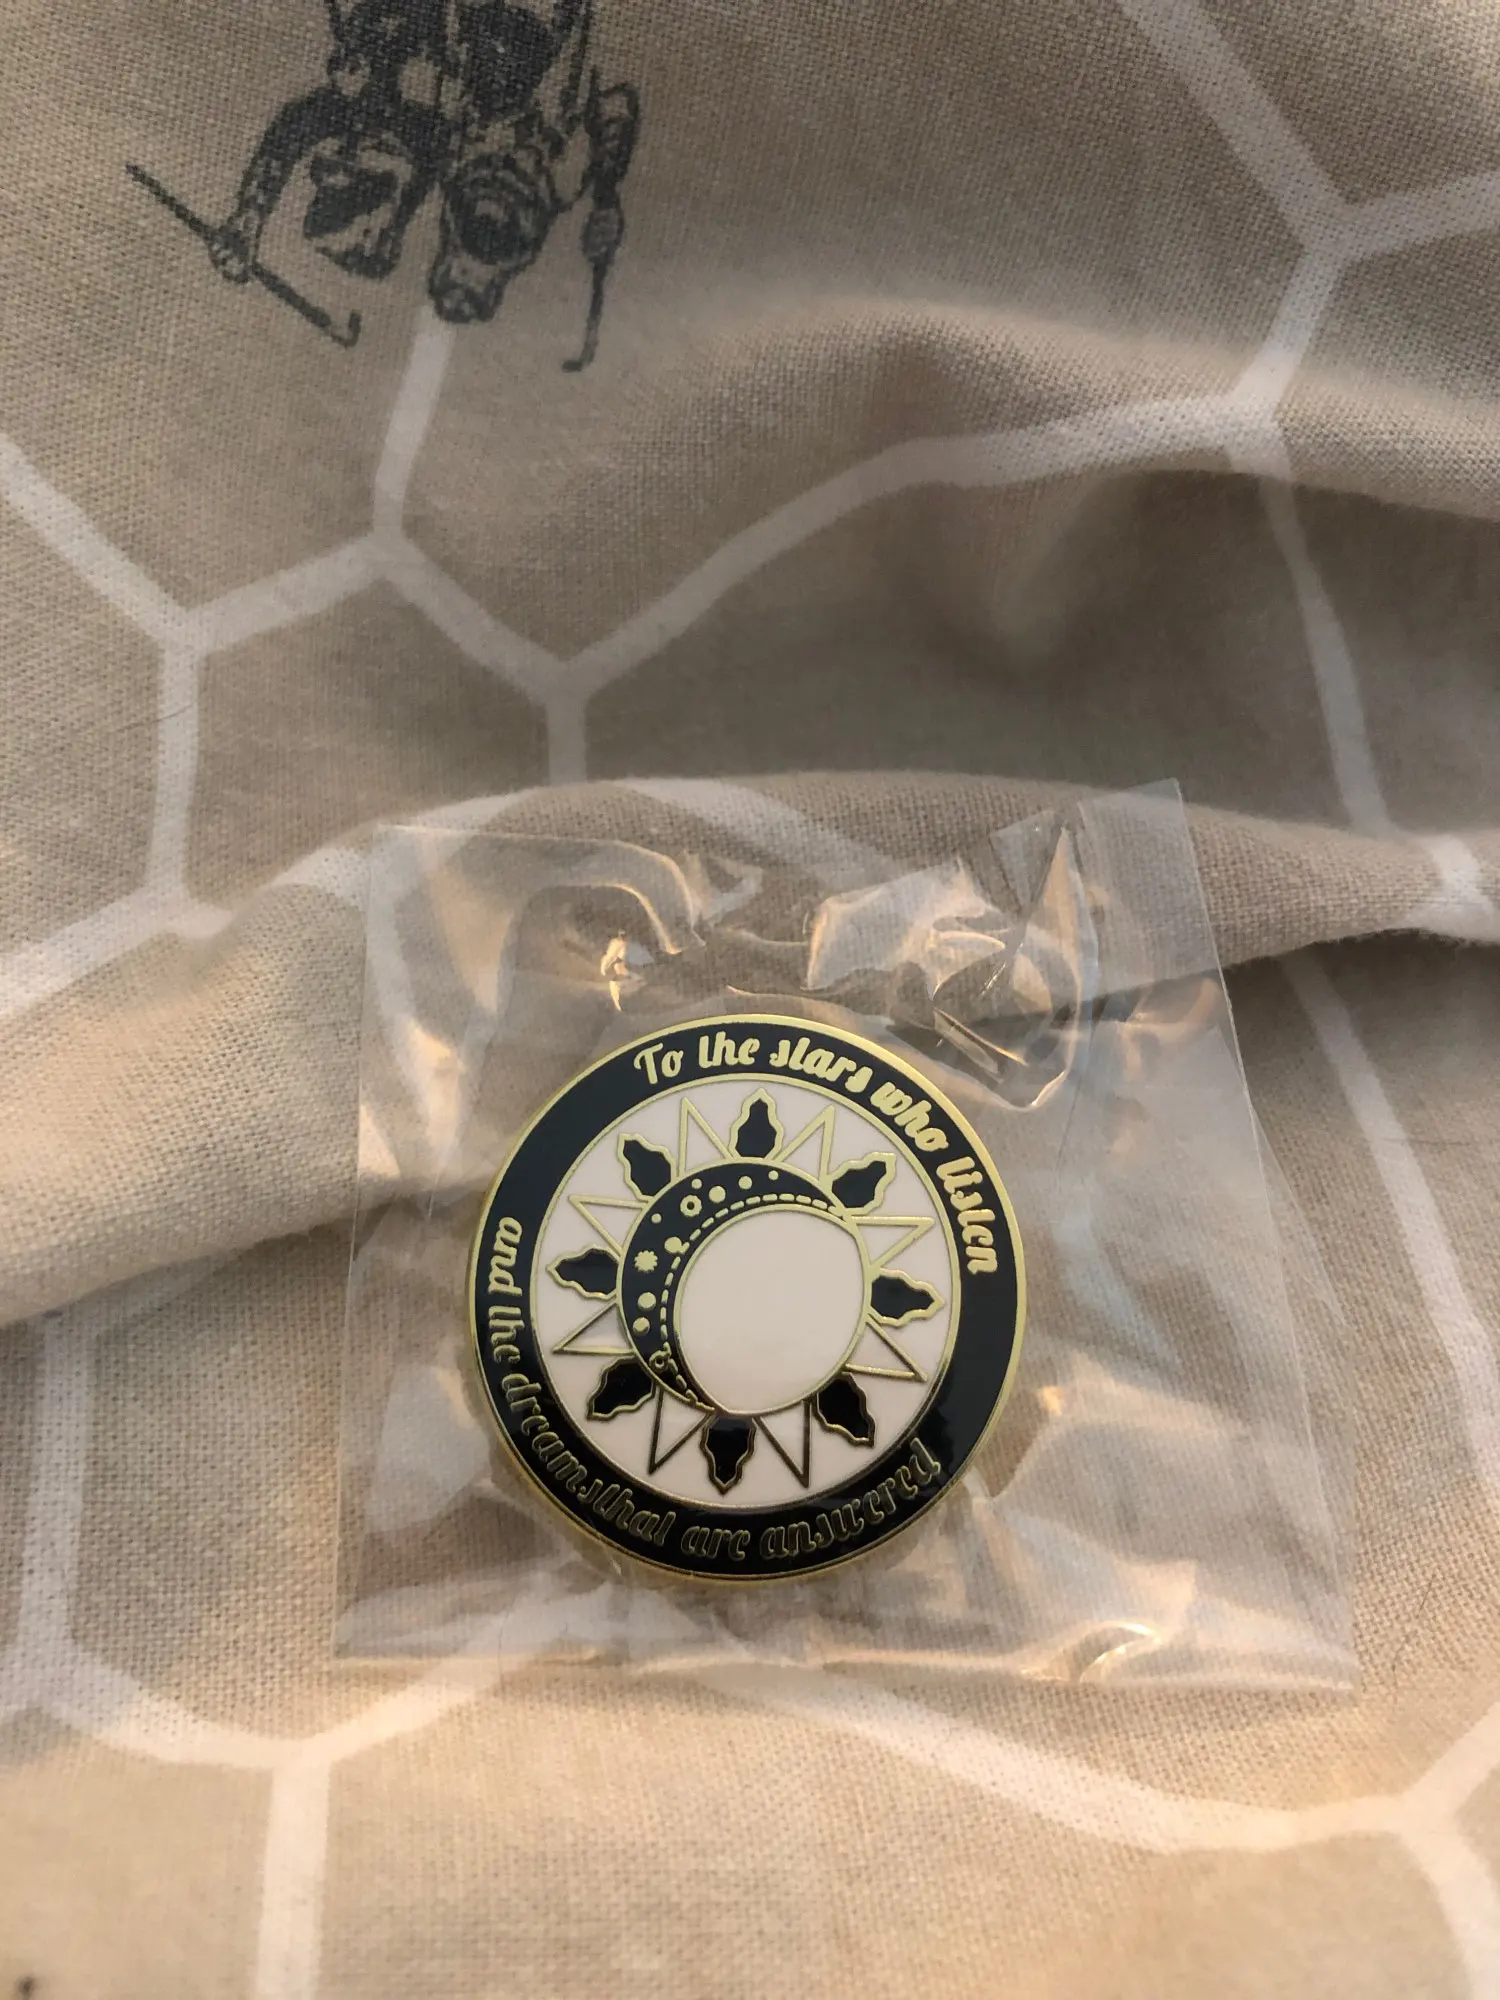 To the stars who listen
and the dreams that are answered